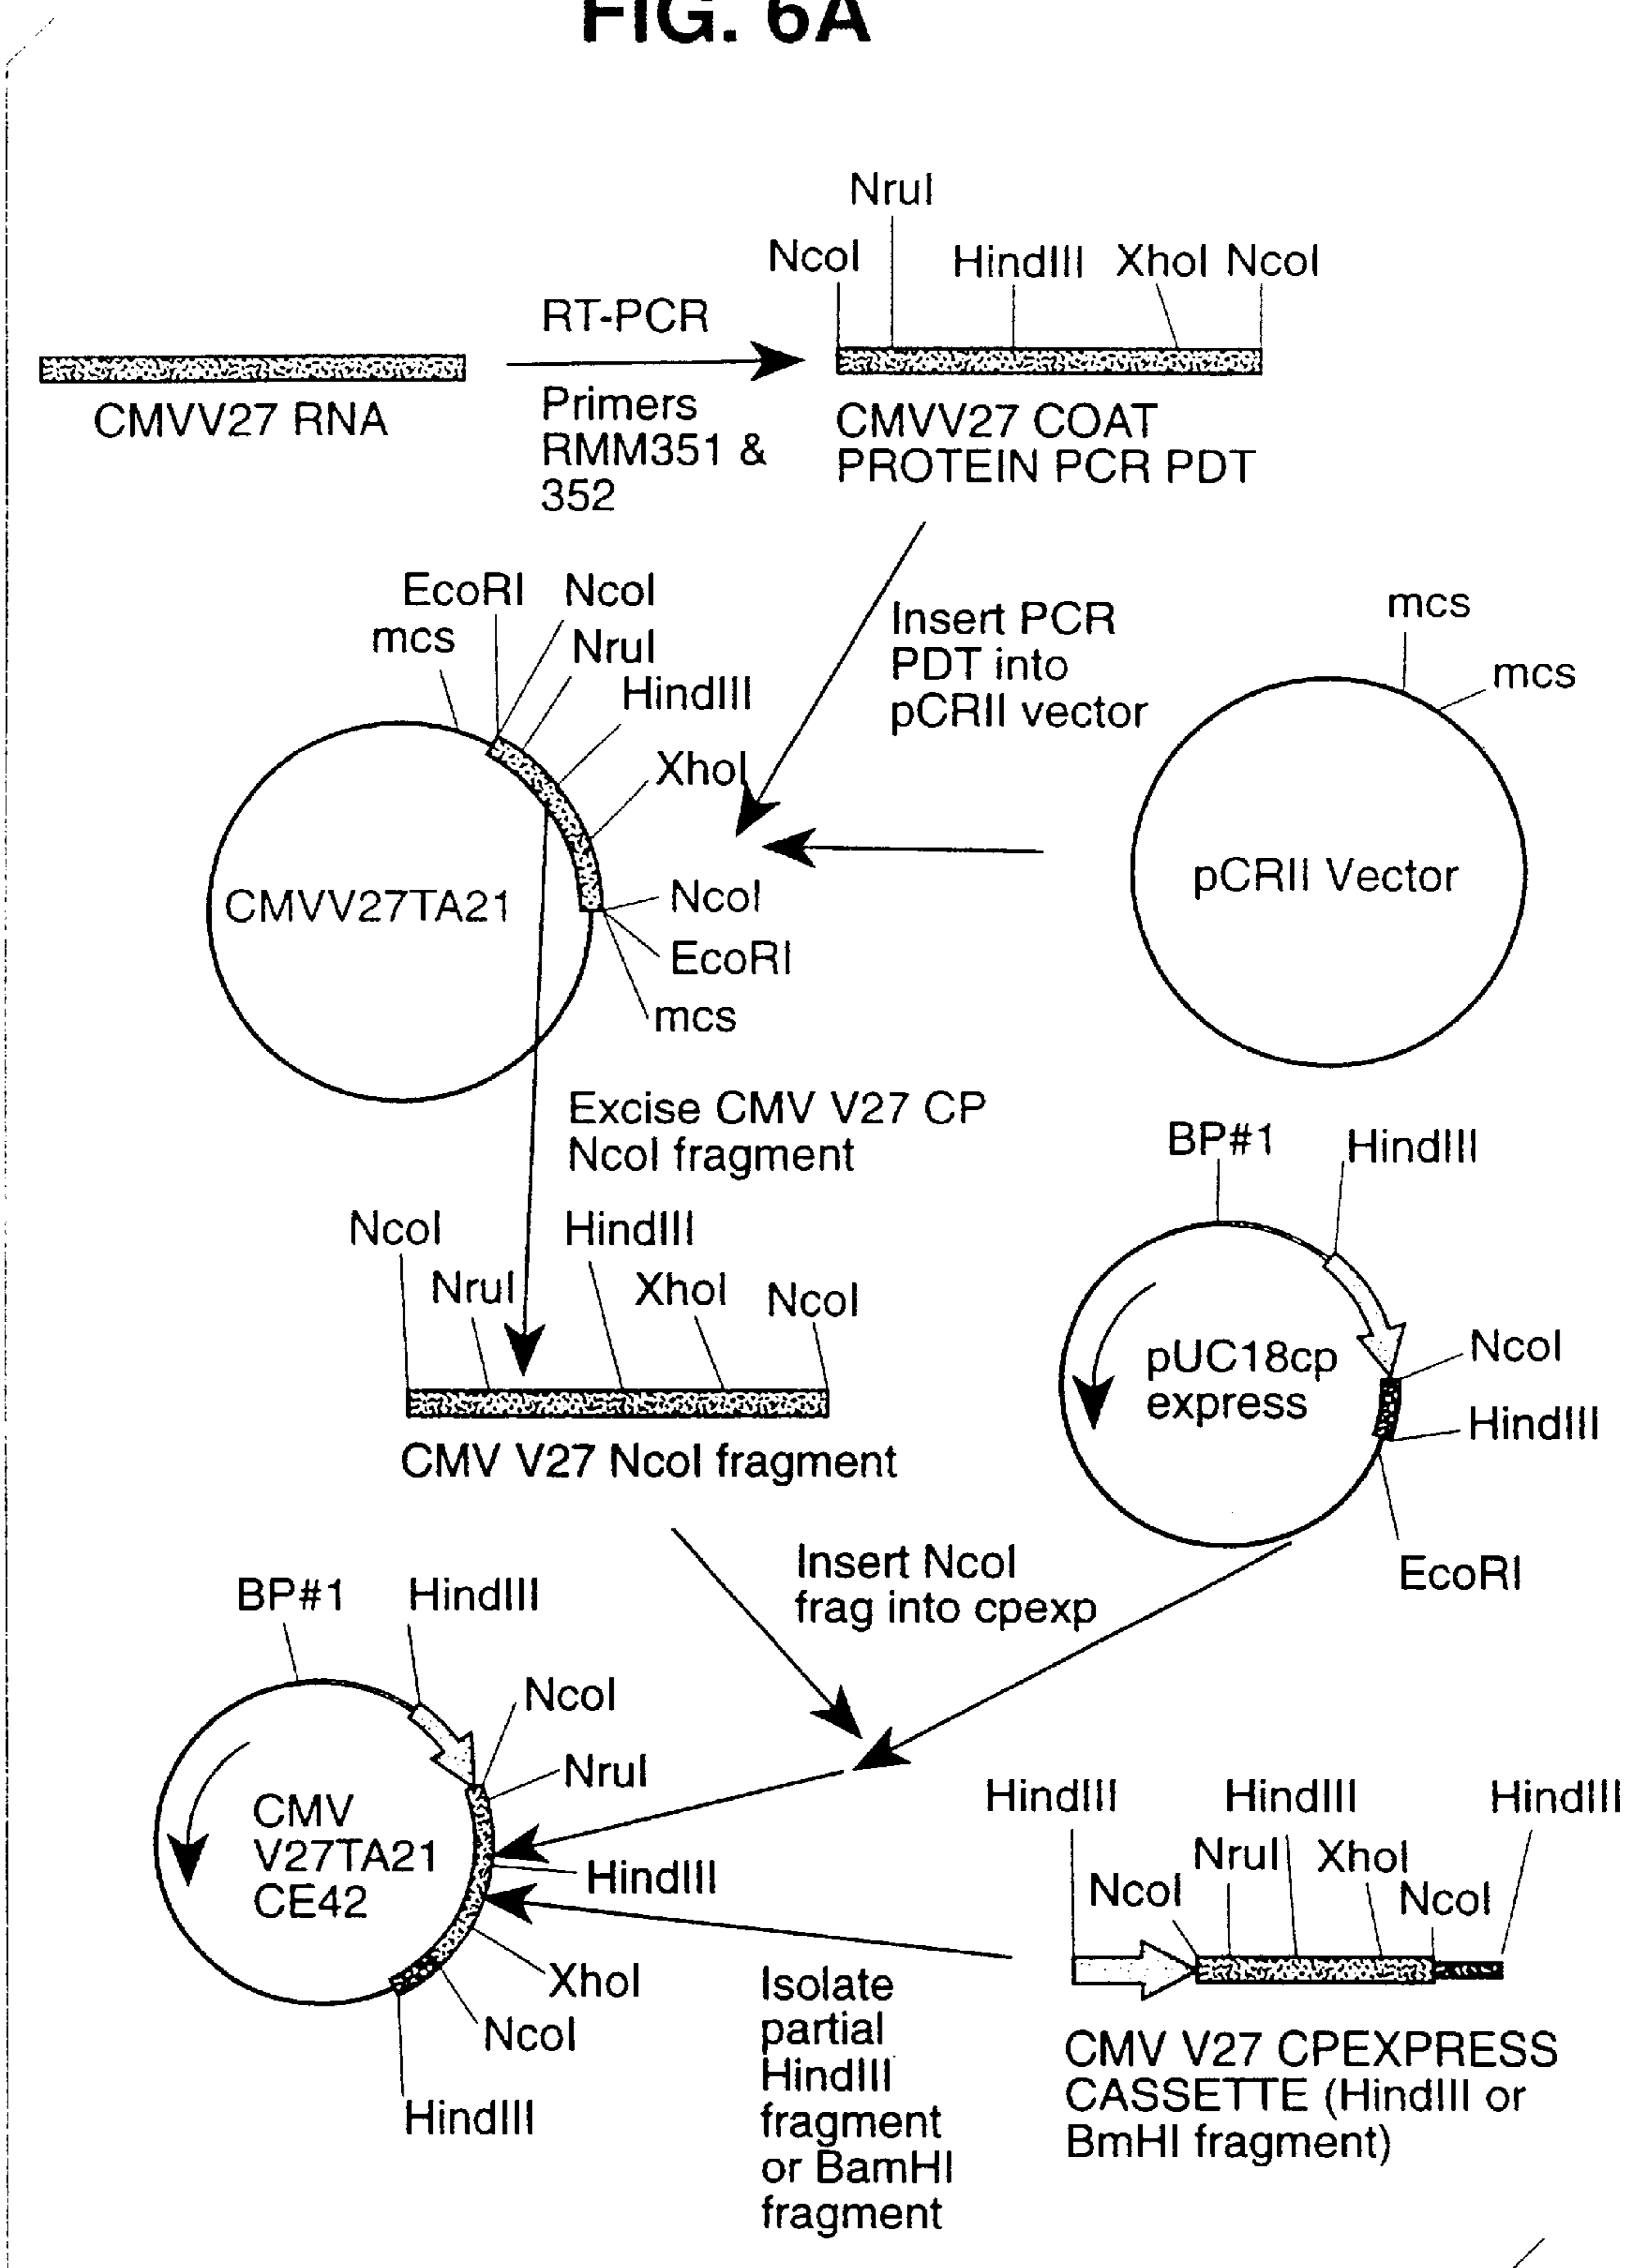 FIG. 6A
NruI
NcoI
HindIII XhoI NcoI
RT-PCR
CMVV27 RNA
Primers
RMM351 &
352
CMVV27 COAT
PROTEIN PCR PDT
EcoRI NcoI
mcs
NruI
HindIII
XhoI
Insert PCR
PDT into
pCRII vector
mcs
mcs
CMVV27TA21
pCRII Vector
NcoI
EcoRI
mcs
Excise CMV V27 CP
NcoI fragment
BP#1 HindIII
NcoI HindIII
NruI XhoI NcoI
pUC18cp
express
NcoI
HindIII
CMV V27 NcoI fragment
EcoRI
Insert NcoI
frag into cpexp
BP#1 HindIII
NcoI
NruI
CMV
V27TA21
CE42
HindIII
XhoI
NcoI
HindIII
HindIII HindIII HindIII
NruI XhoI
NcoI NcoI
Isolate
partial
HindIII
fragment
or BamHI
fragment
CMV V27 CPEXPRESS
CASSETTE (HindIII or
BmHI fragment)